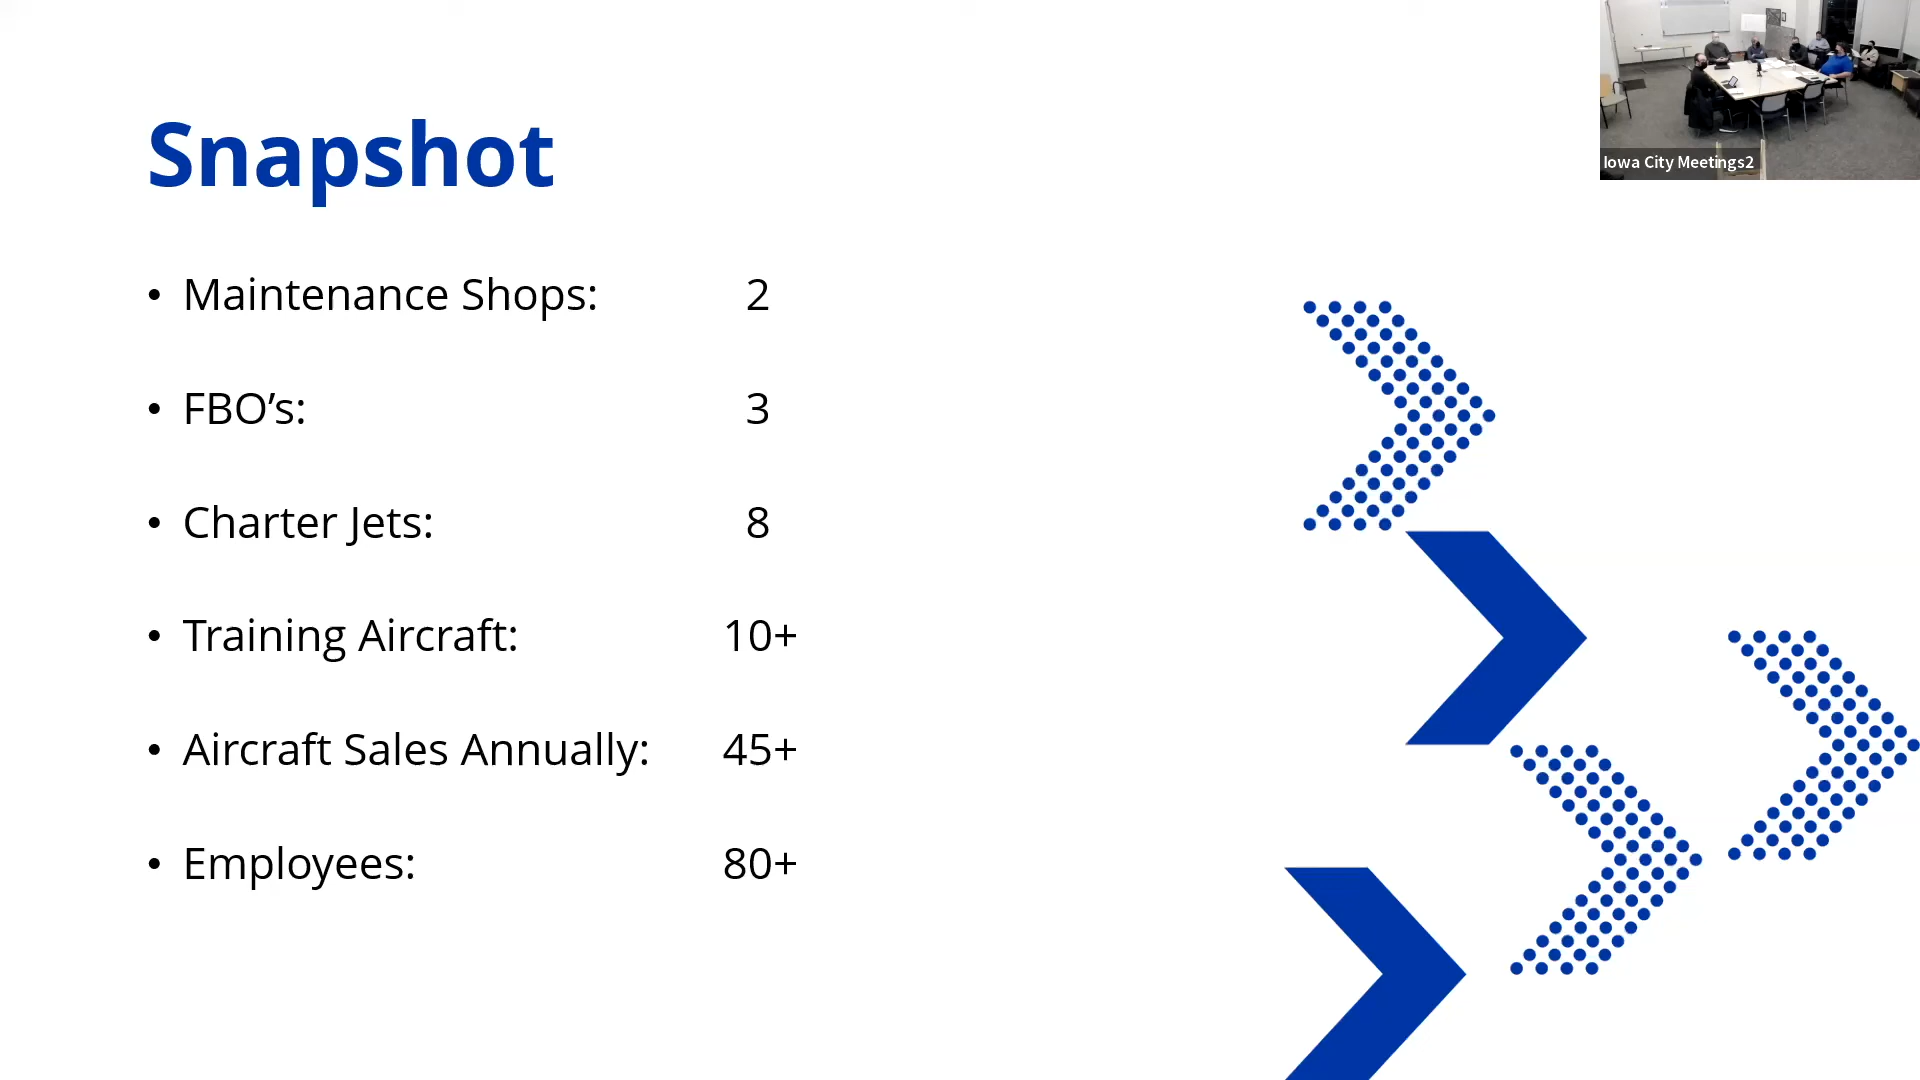 Snapshot
• Maintenance Shops: 2
• FBO’s: 3
• Charter Jets: 8
• Training Aircraft: 10+
• Aircraft Sales Annually: 45+
• Employees: 80+
Iowa City Meetings2